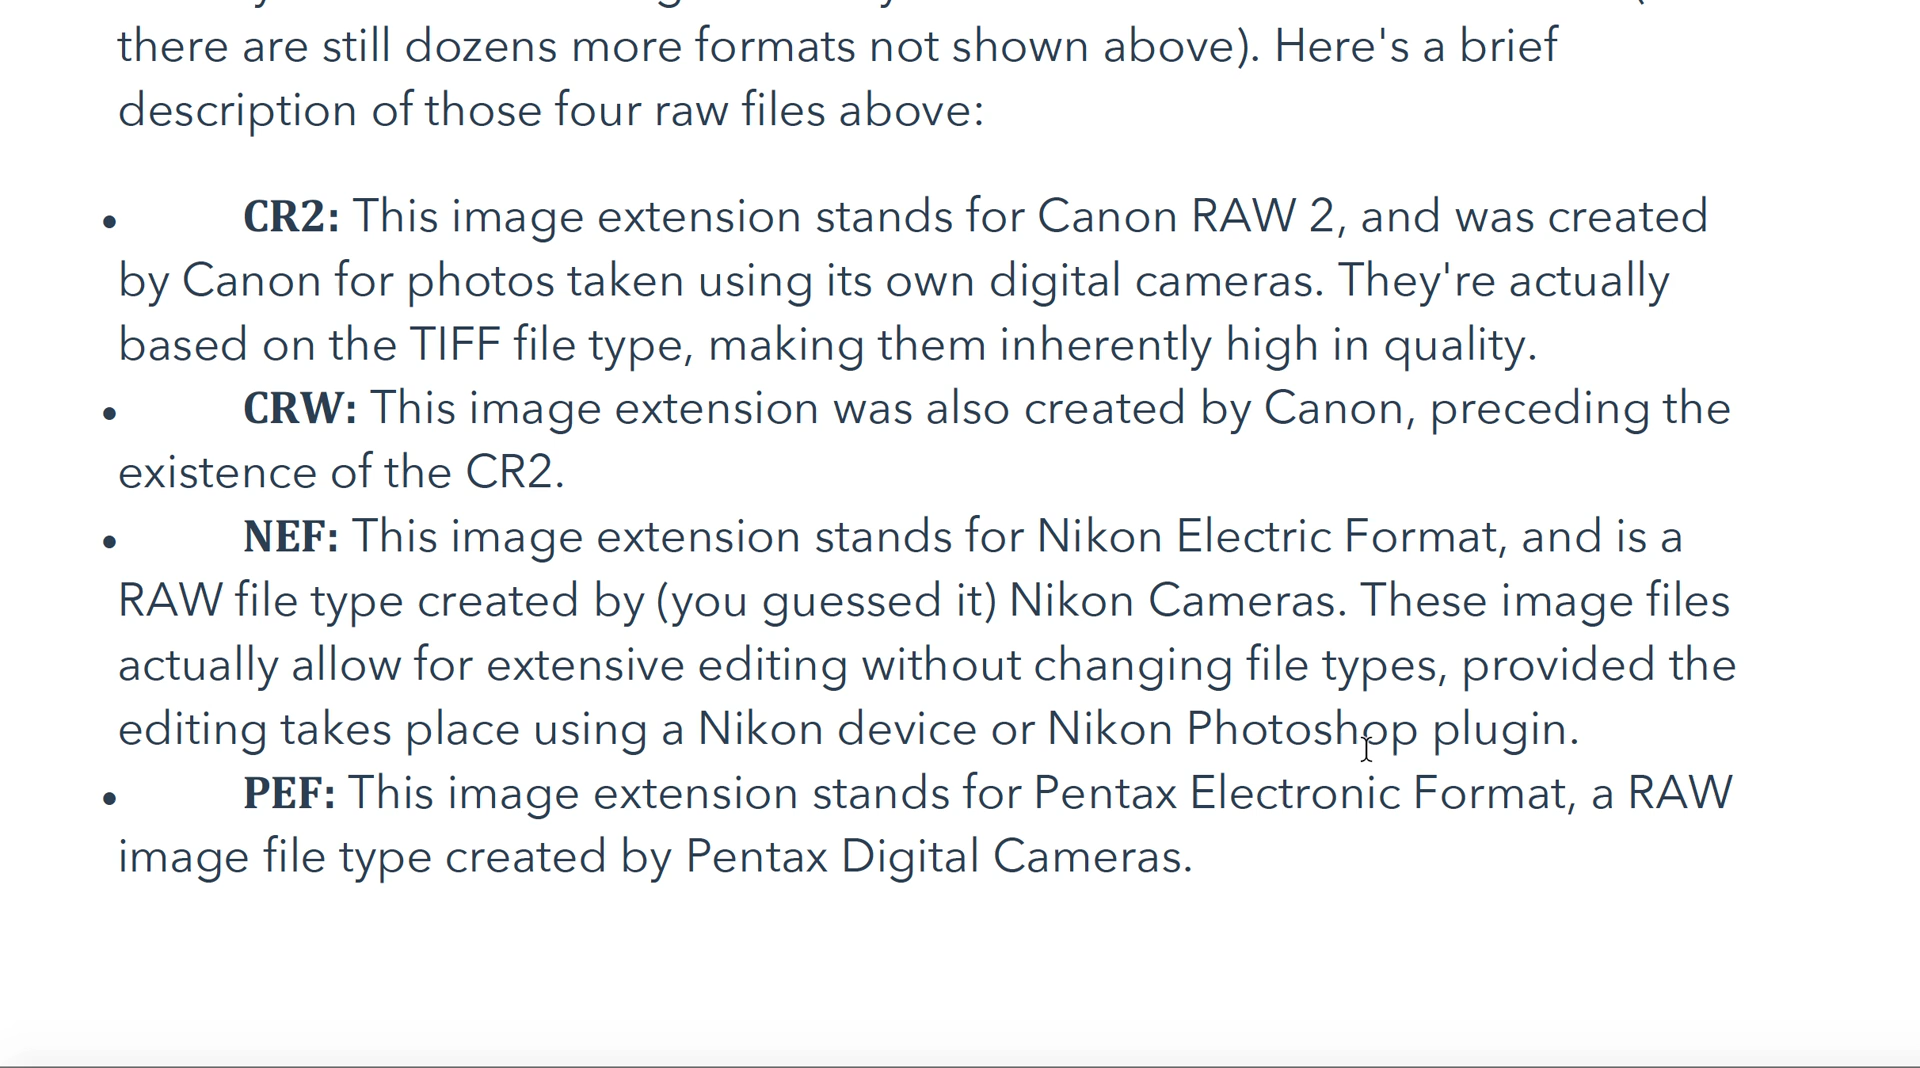 there are still dozens more formats not shown above). Here's a brief
description of those four raw files above:
• CR2: This image extension stands for Canon RAW 2, and was created
by Canon for photos taken using its own digital cameras. They're actually
based on the TIFF file type, making them inherently high in quality.
• CRW: This image extension was also created by Canon, preceding the
existence of the CR2.
• NEF: This image extension stands for Nikon Electric Format, and is a
RAW file type created by (you guessed it) Nikon Cameras. These image files
actually allow for extensive editing without changing file types, provided the
editing takes place using a Nikon device or Nikon Photoshop plugin.
• PEF: This image extension stands for Pentax Electronic Format, a RAW
image file type created by Pentax Digital Cameras.